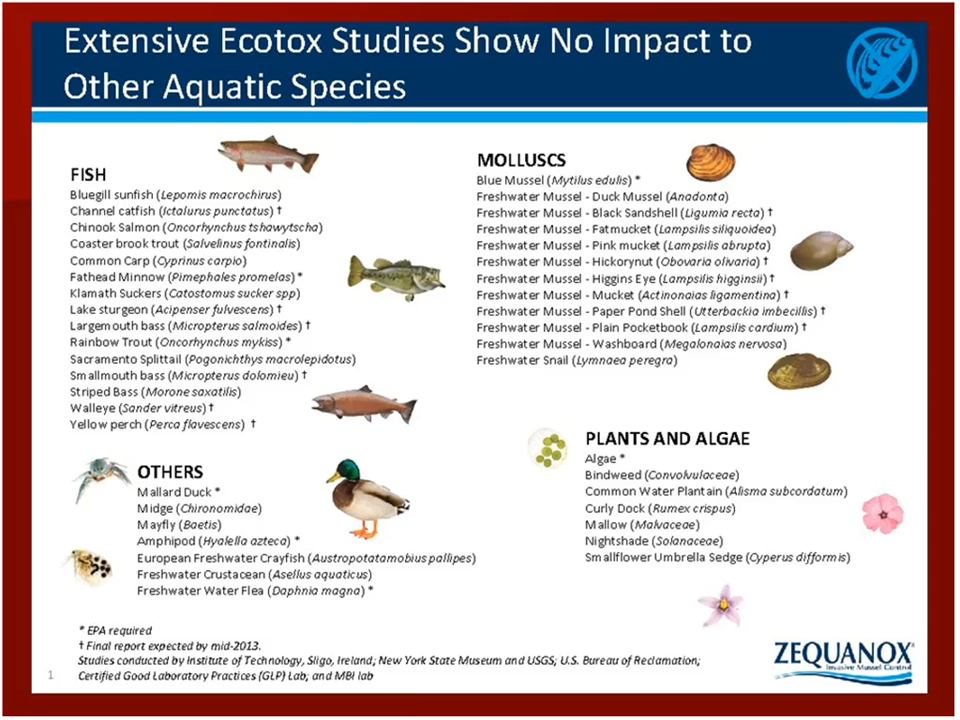 Extensive Ecotox Studies Show No Impact to
Other Aquatic Species
FISH
Bluegill sunfish (Lepomis macrochirus)
Channel catfish (Ictalurus punctatus) †
Chinook Salmon (Oncorhynchus tshawytscha)
Coaster brook trout (Salvelinus fontinalis)
Common Carp (Cyprinus carpio)
Fathead Minnow (Pimephales promelas) *
Klamath Suckers (Catostomus sucker spp)
Lake sturgeon (Acipenser fulvescens) †
Largemouth bass (Micropterus salmoides) †
Rainbow Trout (Oncorhynchus mykiss) *
Sacramento Splittail (Pogonichthys macrolepidotus)
Smallmouth bass (Micropterus dolomieu) †
Striped Bass (Morone saxatilis)
Walleye (Sander vitreus) †
Yellow perch (Perca flavescens) †
MOLLUSCS
Blue Mussel (Mytilus edulis) *
Freshwater Mussel - Duck Mussel (Anadonta)
Freshwater Mussel - Black Sandshell (Ligumia recta) †
Freshwater Mussel - Fatmucket (Lampsilis siliquoidea)
Freshwater Mussel - Pink mucket (Lampsilis abrupta)
Freshwater Mussel - Hickorynut (Obovaria olivaria) †
Freshwater Mussel - Higgins Eye (Lampsilis higginsii) †
Freshwater Mussel - Mucket (Actinonaias ligamentina) †
Freshwater Mussel - Paper Pond Shell (Utterbackia imbecillis) †
Freshwater Mussel - Plain Pocketbook (Lampsilis cardium) †
Freshwater Mussel - Washboard (Megalonaias nervosa)
Freshwater Snail (Lymnaea peregra)
OTHERS
Mallard Duck *
Midge (Chironomidae)
Mayfly (Baetis)
Amphipod (Hyalella azteca) *
European Freshwater Crayfish (Austropotatamobius pallipes)
Freshwater Crustacean (Asellus aquaticus)
Freshwater Water Flea (Daphnia magna) *
PLANTS AND ALGAE
Algae *
Bindweed (Convolvulaceae)
Common Water Plantain (Alisma subcordatum)
Curly Dock (Rumex crispus)
Mallow (Malvaceae)
Nightshade (Solanaceae)
Smallflower Umbrella Sedge (Cyperus difformis)
* EPA required
† Final report expected by mid-2013.
Studies conducted by Institute of Technology, Sligo, Ireland; New York State Museum and USGS; U.S. Bureau of Reclamation;
Certified Good Laboratory Practices (GLP) Lab; and MBI lab
1
ZEQUANOX®
Invasive Mussel Control